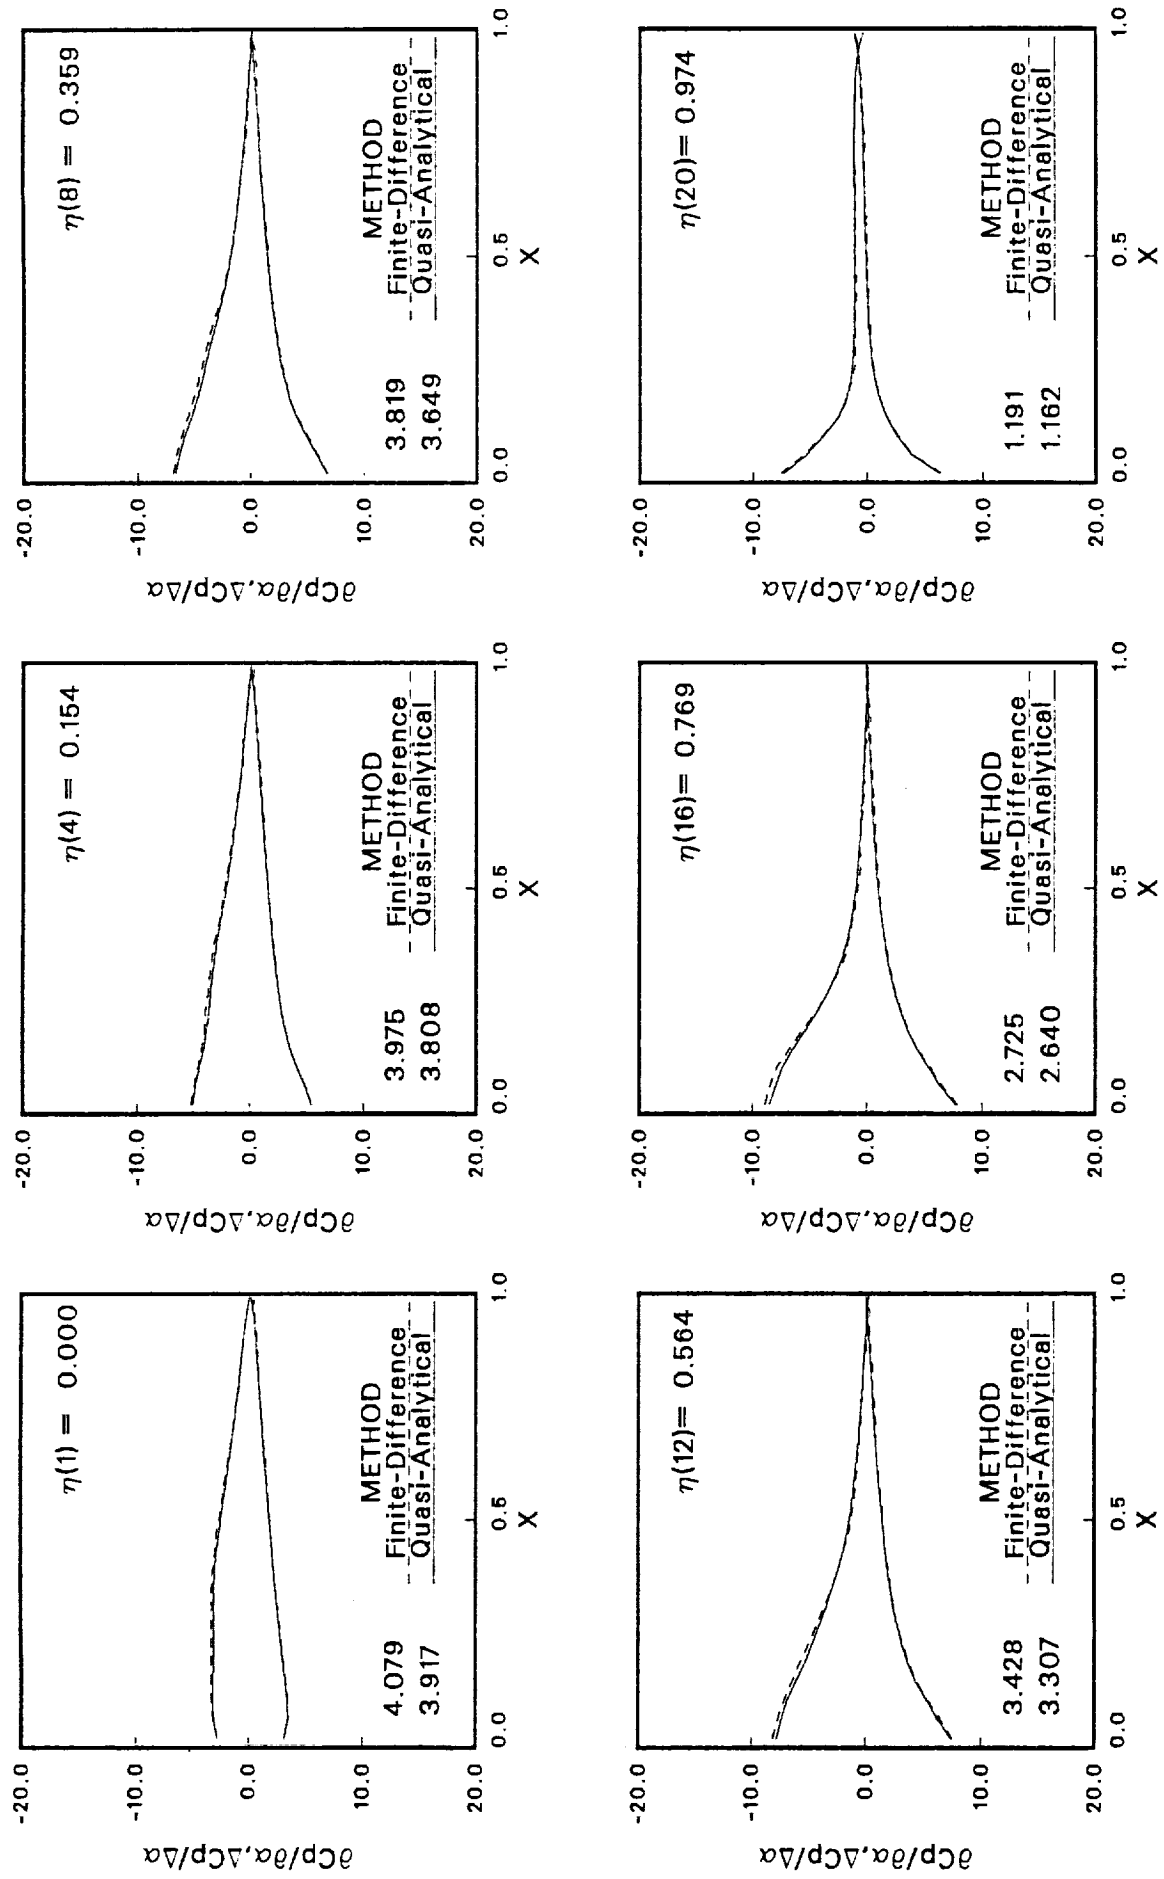 η(1) = 0.000
-20.0
-10.0
0.0
10.0
20.0
∂Cp/∂α,ΔCp/Δα
METHOD
4.079 Finite-Difference
3.917 Quasi-Analytical
0.0 0.5 1.0
X
η(4) = 0.154
-20.0
-10.0
0.0
10.0
20.0
∂Cp/∂α,ΔCp/Δα
METHOD
3.975 Finite-Difference
3.808 Quasi-Analytical
0.0 0.5 1.0
X
η(8) = 0.359
-20.0
-10.0
0.0
10.0
20.0
∂Cp/∂α,ΔCp/Δα
METHOD
3.819 Finite-Difference
3.649 Quasi-Analytical
0.0 0.5 1.0
X
η(12)= 0.564
-20.0
-10.0
0.0
10.0
20.0
∂Cp/∂α,ΔCp/Δα
METHOD
3.428 Finite-Difference
3.307 Quasi-Analytical
0.0 0.5 1.0
X
η(16)= 0.769
-20.0
-10.0
0.0
10.0
20.0
∂Cp/∂α,ΔCp/Δα
METHOD
2.725 Finite-Difference
2.640 Quasi-Analytical
0.0 0.5 1.0
X
η(20)= 0.974
-20.0
-10.0
0.0
10.0
20.0
∂Cp/∂α,ΔCp/Δα
METHOD
1.191 Finite-Difference
1.162 Quasi-Analytical
0.0 0.5 1.0
X